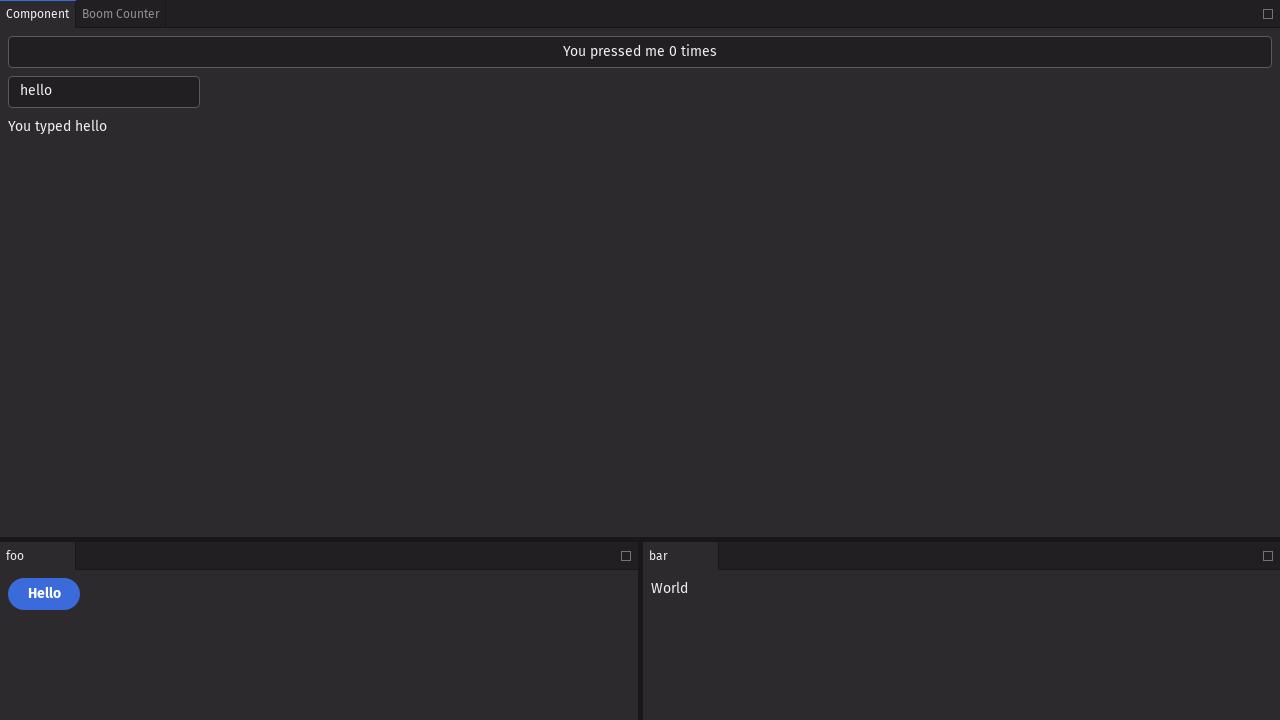 Component Boom Counter
You pressed me 0 times
hello
You typed hello
foo
Hello
bar
World